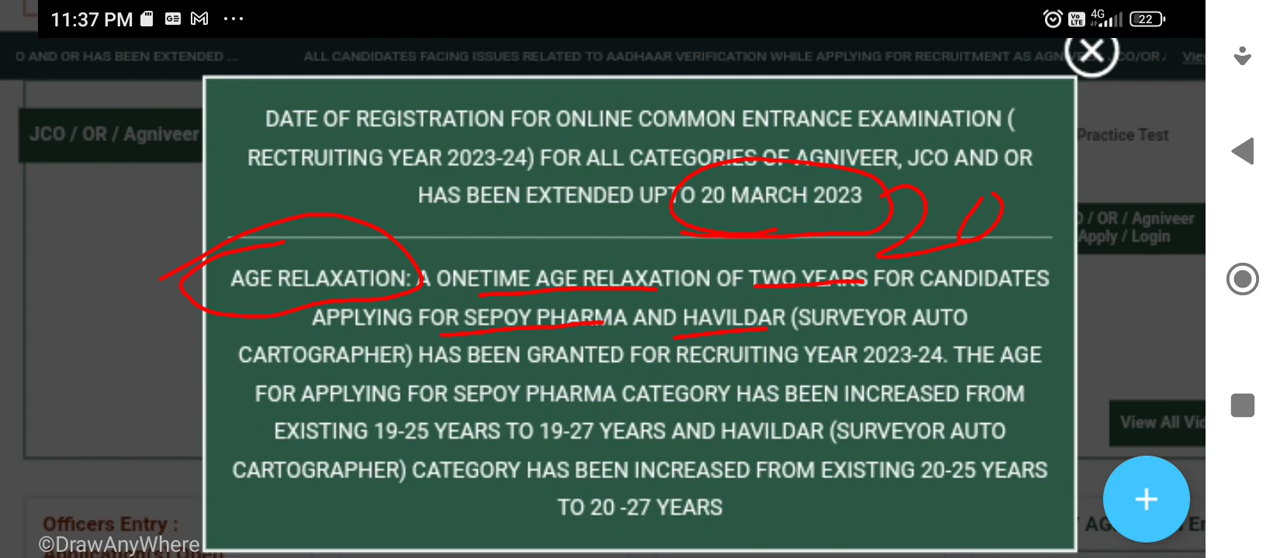 11:37 PM
4G
22
O AND OR HAS BEEN EXTENDED ...
ALL CANDIDATES FACING ISSUES RELATED TO AADHAAR VERIFICATION WHILE APPLYING FOR RECRUITMENT AS
JCO / OR / Agniveer
DATE OF REGISTRATION FOR ONLINE COMMON ENTRANCE EXAMINATION (
RECTRUITING YEAR 2023-24) FOR ALL CATEGORIES OF AGNIVEER, JCO AND OR
HAS BEEN EXTENDED UPTO 20 MARCH 2023
20
AGE RELAXATION: A ONETIME AGE RELAXATION OF TWO YEARS FOR CANDIDATES
APPLYING FOR SEPOY PHARMA AND HAVILDAR (SURVEYOR AUTO
CARTOGRAPHER) HAS BEEN GRANTED FOR RECRUITING YEAR 2023-24. THE AGE
FOR APPLYING FOR SEPOY PHARMA CATEGORY HAS BEEN INCREASED FROM
EXISTING 19-25 YEARS TO 19-27 YEARS AND HAVILDAR (SURVEYOR AUTO
CARTOGRAPHER) CATEGORY HAS BEEN INCREASED FROM EXISTING 20-25 YEARS
TO 20 -27 YEARS
Practice Test
/ OR / Agniveer
Apply / Login
View All
Officers Entry :
©DrawAnyWhere